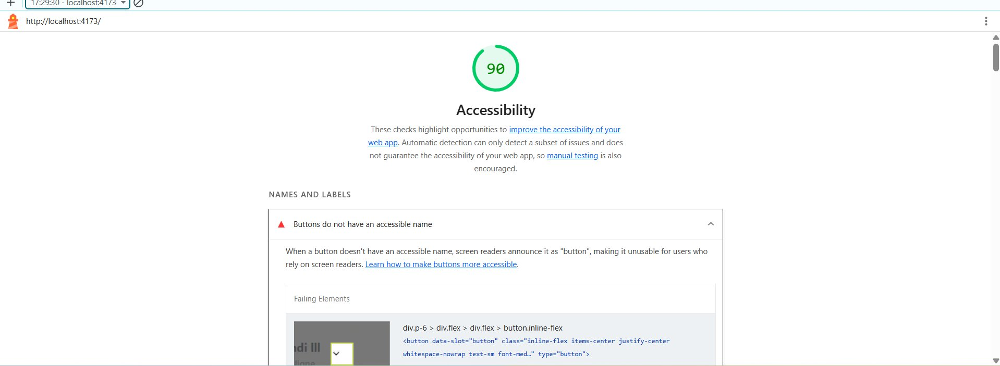 17:29:30 - localhost:4173
http://localhost:4173/
90
Accessibility
These checks highlight opportunities to improve the accessibility of your
web app. Automatic detection can only detect a subset of issues and does
not guarantee the accessibility of your web app, so manual testing is also
encouraged.
NAMES AND LABELS
Buttons do not have an accessible name
When a button doesn't have an accessible name, screen readers announce it as "button", making it unusable for users who
rely on screen readers. Learn how to make buttons more accessible.
Failing Elements
div.p-6 > div.flex > div.flex > button.inline-flex
<button data-slot="button" class="inline-flex items-center justify-center
whitespace-nowrap text-sm font-med…" type="button">